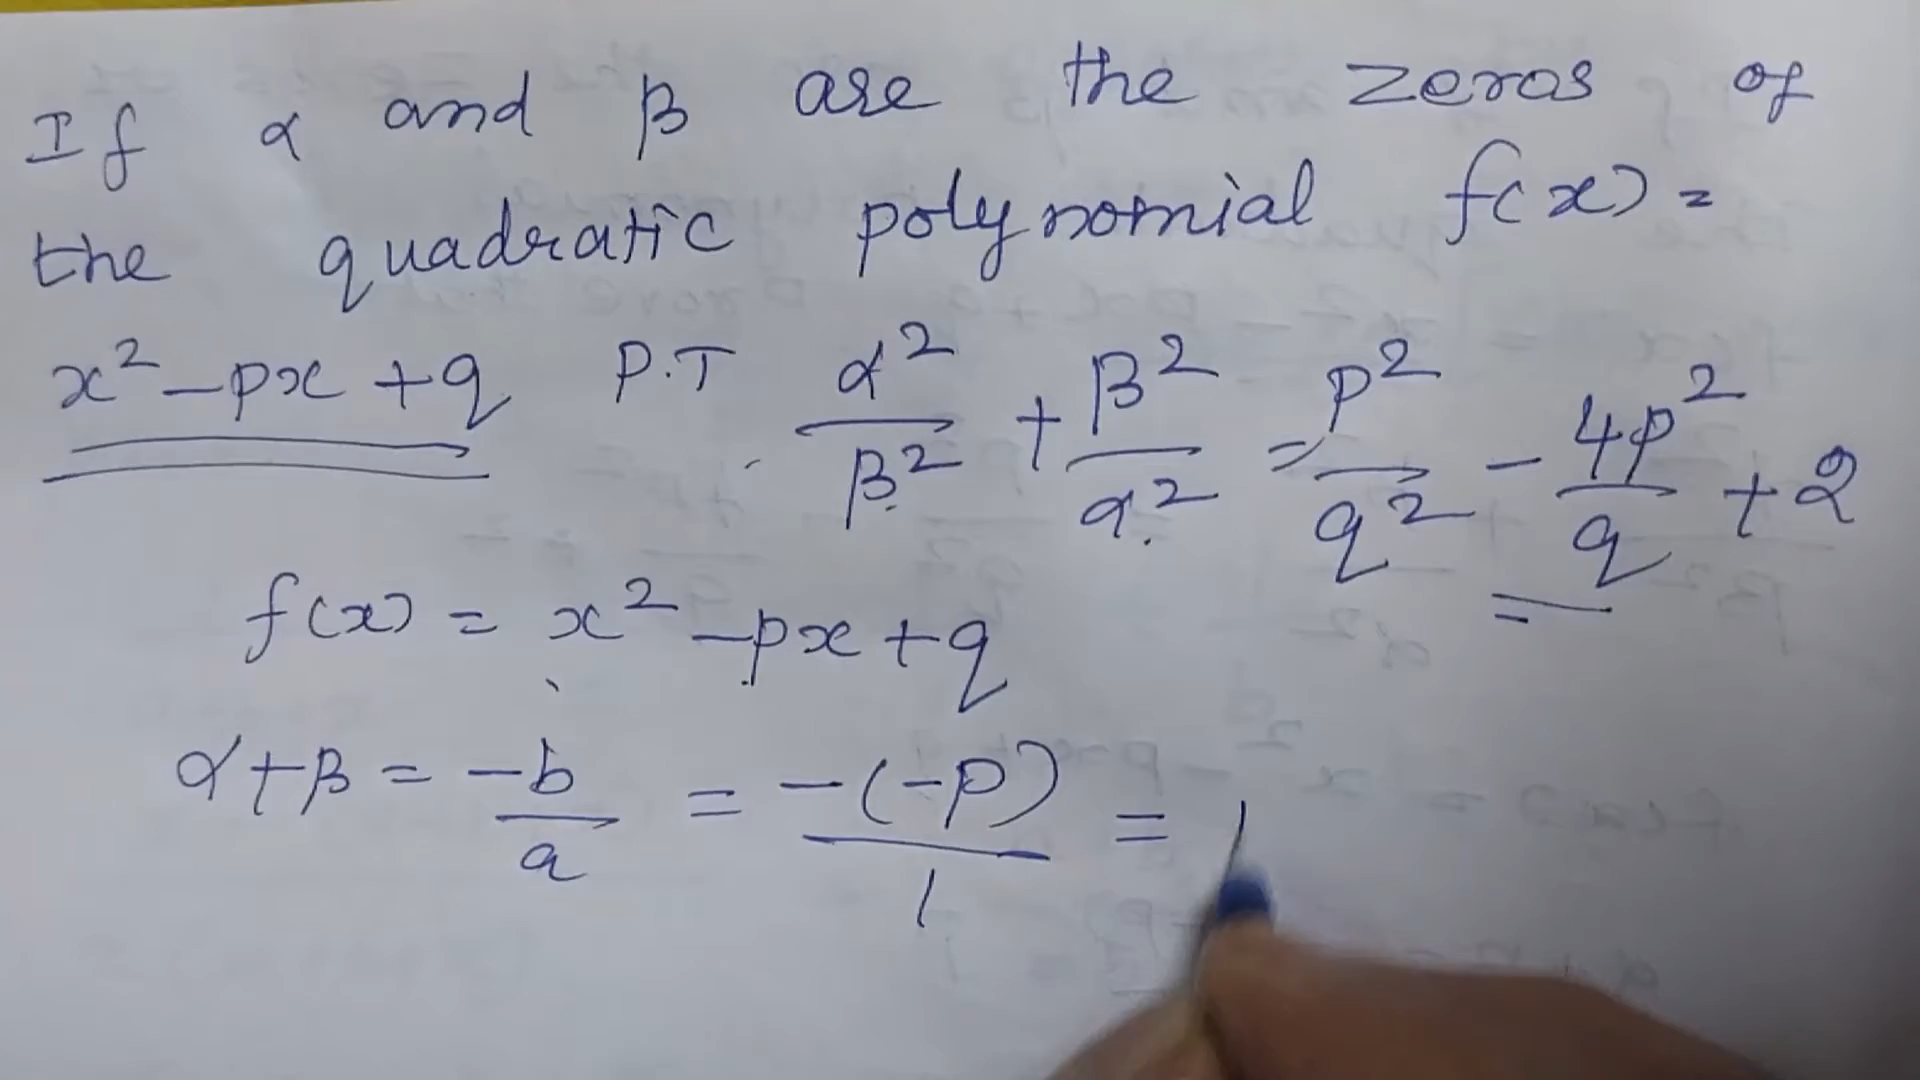 If α and β are the zeros of
the quadratic polynomial f(x) =
x² - px + q P.T α²/β² + β²/α² = p²/q² - 4p²/q + 2
f(x) = x² - px + q
α + β = -b/a = -(-p)/1 =